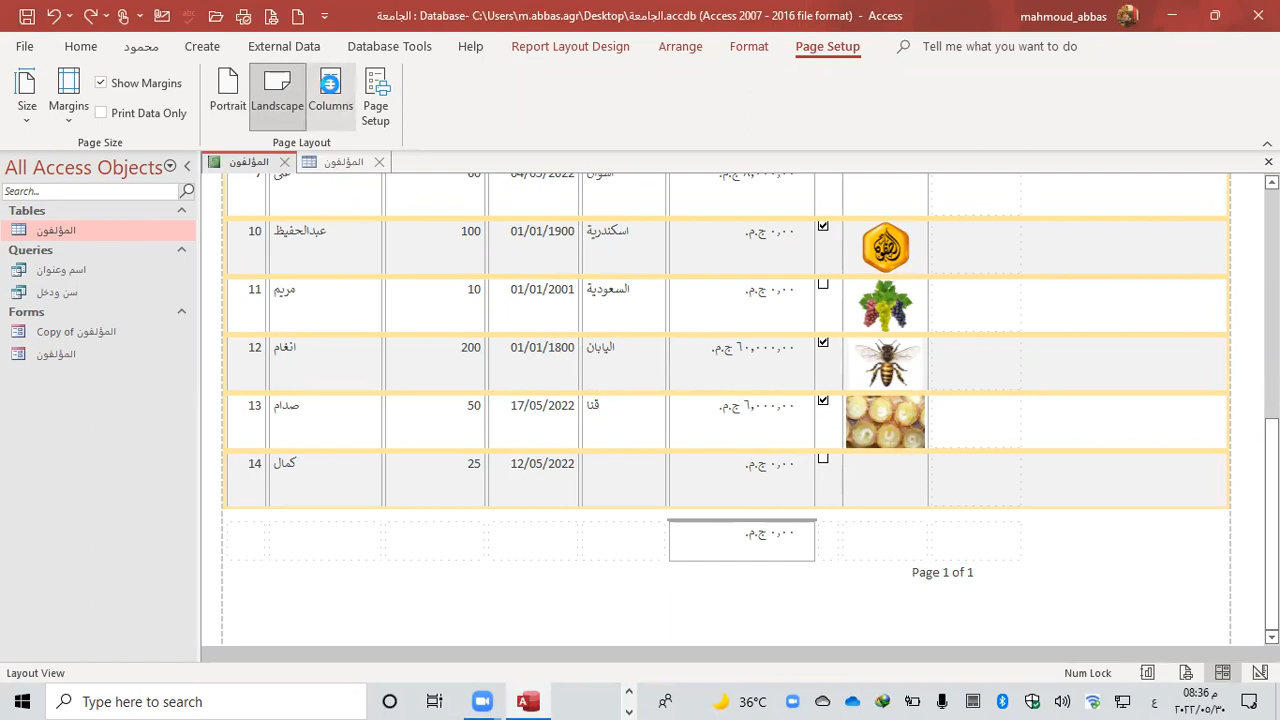 الجامعة : Database- C:\Users\m.abbas.agr\Desktop\الجامعة.accdb (Access 2007 - 2016 file format) - Access
mahmoud_abbas
File
Home
محمود
Create
External Data
Database Tools
Help
Report Layout Design
Arrange
Format
Page Setup
Tell me what you want to do
Size
Margins
Show Margins
Print Data Only
Page Size
Portrait
Landscape
Columns
Page Setup
Page Layout
All Access Objects
Search...
Tables
المؤلفون
Queries
اسم وعنوان
سن ودخل
Forms
Copy of المؤلفون
المؤلفون
المؤلفون
المؤلفون
10 عبدالحفيظ 100 01/01/1900 اسكندرية ٠,٠٠ ج.م.
11 مريم 10 01/01/2001 السعودية ٠,٠٠ ج.م.
12 انغام 200 01/01/1800 اليابان ٦٠,٠٠٠,٠٠ ج.م.
13 صدام 50 17/05/2022 قنا ٦,٠٠٠,٠٠ ج.م.
14 كمال 25 12/05/2022 ٠,٠٠ ج.م.
٠,٠٠ ج.م.
Page 1 of 1
Layout View
Num Lock
Type here to search
36°C
ع
08:36 م
٢٠٢٢/٠٥/٣٠